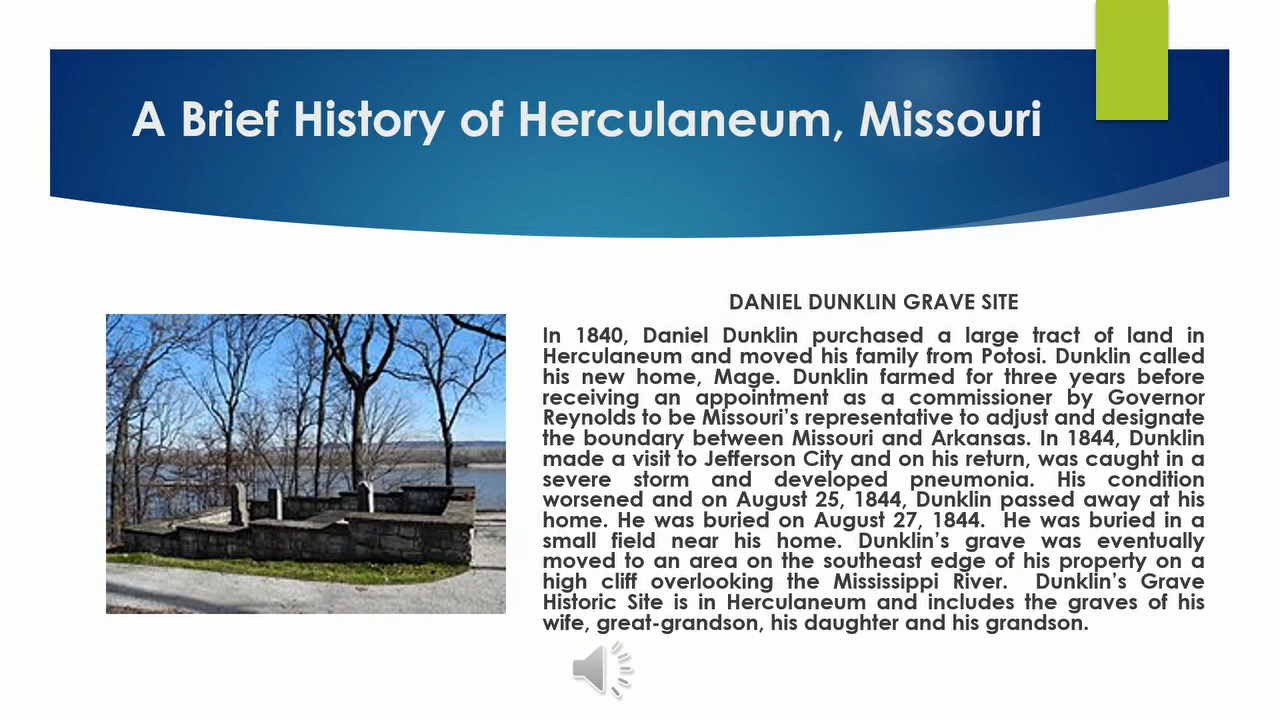 A Brief History of Herculaneum, Missouri
DANIEL DUNKLIN GRAVE SITE
In 1840, Daniel Dunklin purchased a large tract of land in
Herculaneum and moved his family from Potosi. Dunklin called
his new home, Mage. Dunklin farmed for three years before
receiving an appointment as a commissioner by Governor
Reynolds to be Missouri’s representative to adjust and designate
the boundary between Missouri and Arkansas. In 1844, Dunklin
made a visit to Jefferson City and on his return, was caught in a
severe storm and developed pneumonia. His condition
worsened and on August 25, 1844, Dunklin passed away at his
home. He was buried on August 27, 1844. He was buried in a
small field near his home. Dunklin’s grave was eventually
moved to an area on the southeast edge of his property on a
high cliff overlooking the Mississippi River. Dunklin’s Grave
Historic Site is in Herculaneum and includes the graves of his
wife, great-grandson, his daughter and his grandson.